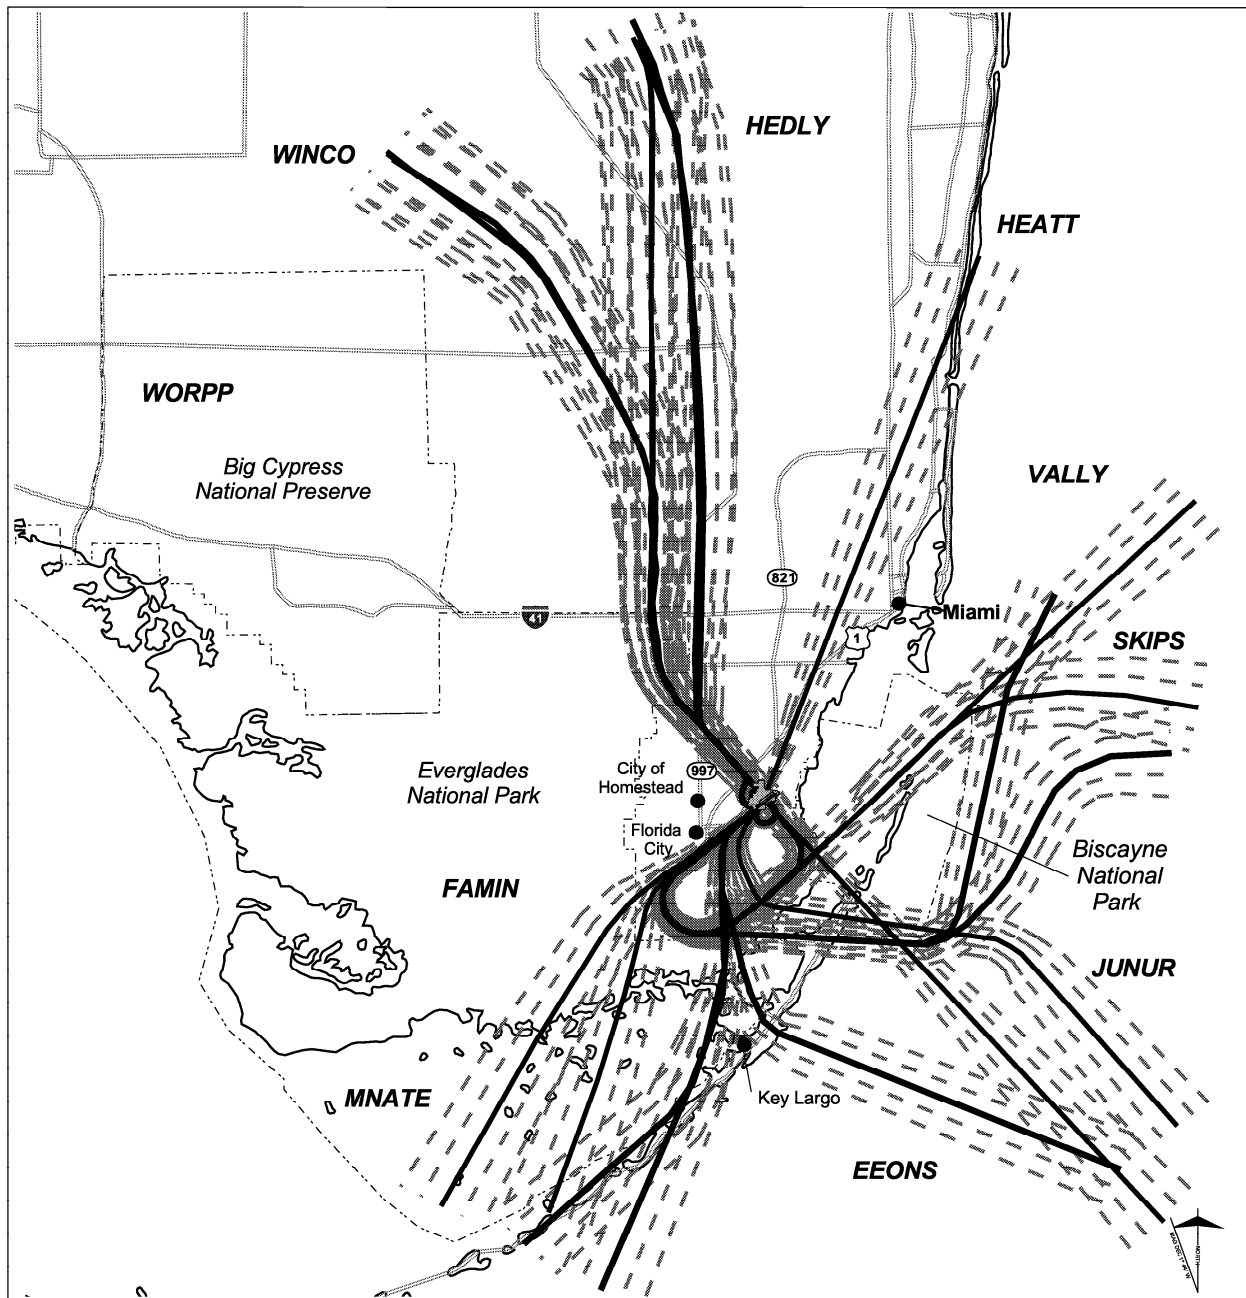 HEDLY
WINCO
HEATT
WORPP
Big Cypress
National Preserve
VALLY
821
41
Miami
1
SKIPS
City of
Homestead
997
Everglades
National Park
Florida
City
Biscayne
National
Park
FAMIN
JUNUR
MNATE
Key Largo
EEONS
NORTH